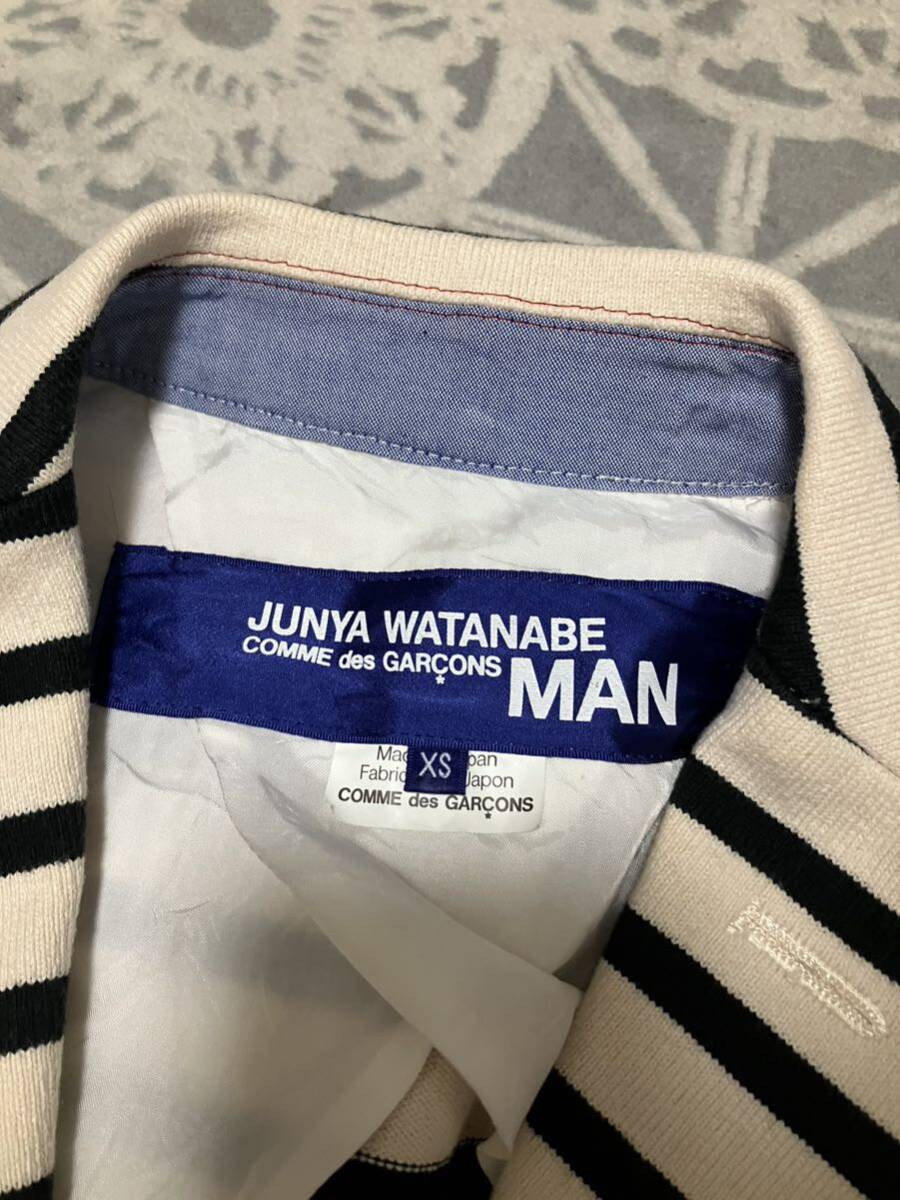 JUNYA WATANABE
COMME des GARÇONS MAN
XS
COMME des GARÇONS